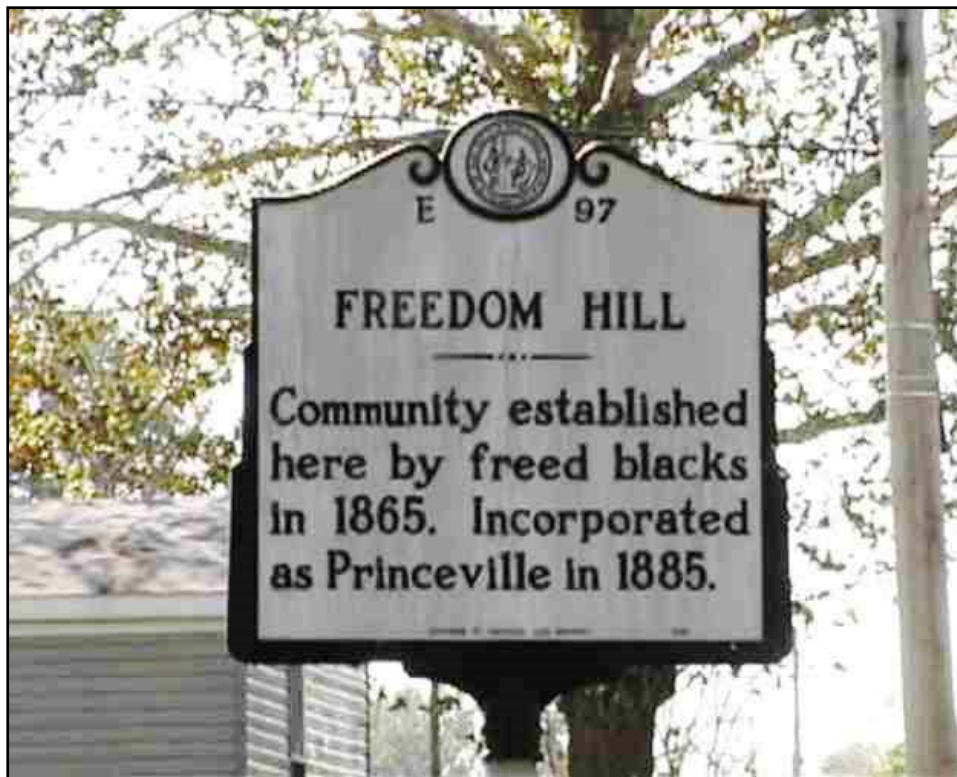 E 97
FREEDOM HILL
Community established
here by freed blacks
in 1865. Incorporated
as Princeville in 1885.